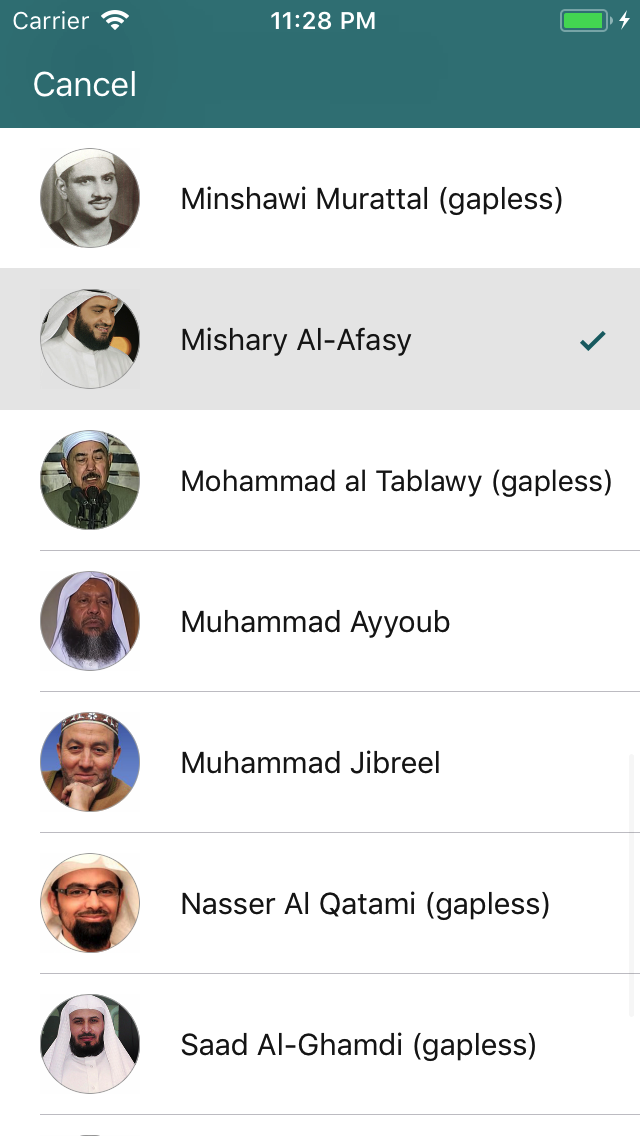 Carrier 11:28 PM
Cancel
Minshawi Murattal (gapless)
Mishary Al-Afasy
Mohammad al Tablawy (gapless)
Muhammad Ayyoub
Muhammad Jibreel
Nasser Al Qatami (gapless)
Saad Al-Ghamdi (gapless)